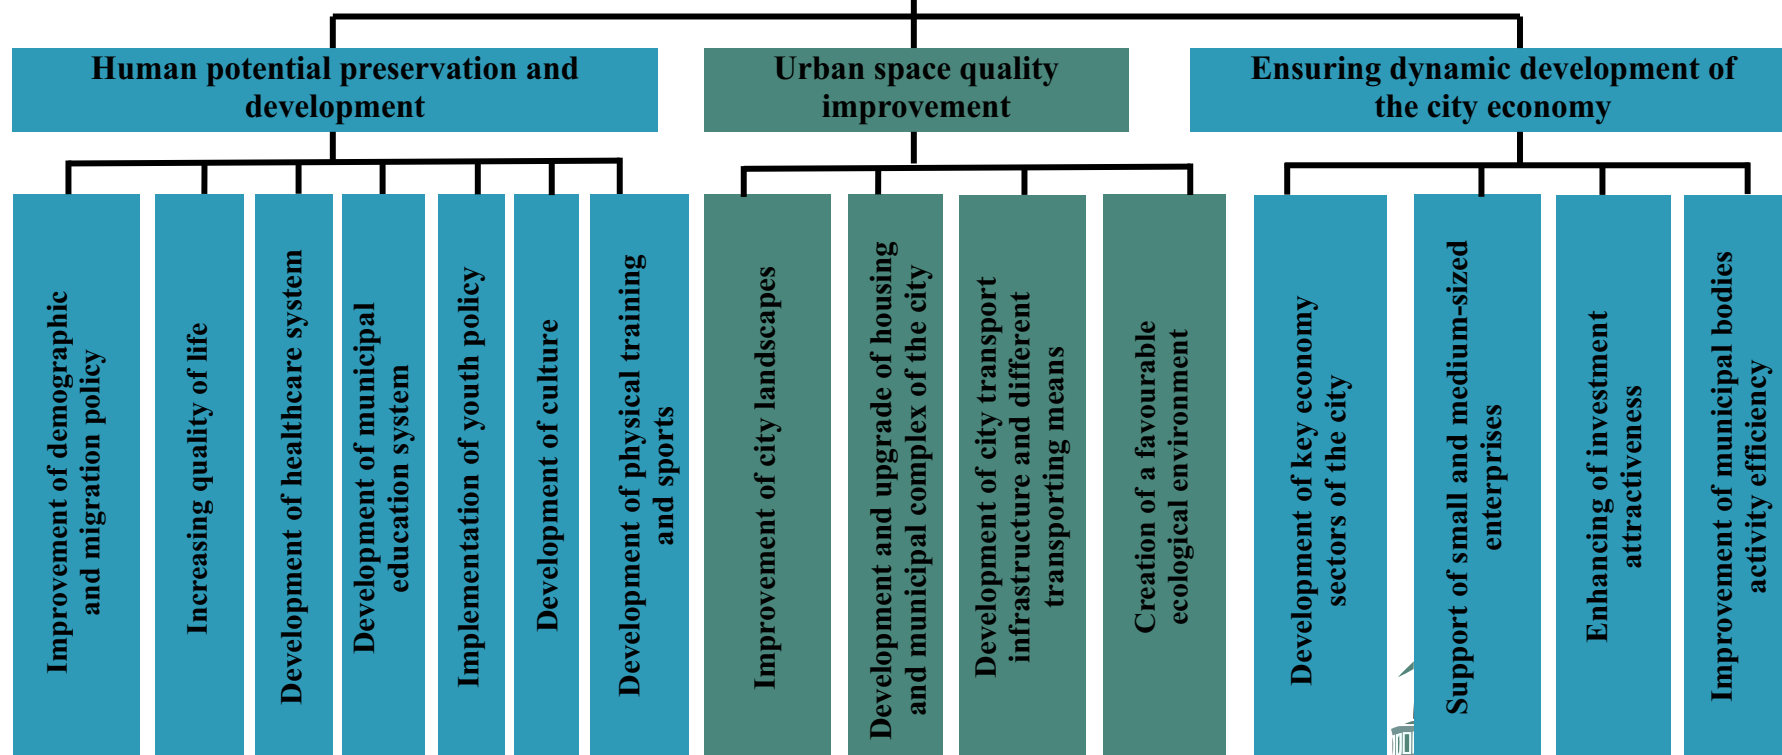 Human potential preservation and
development
Urban space quality
improvement
Ensuring dynamic development of
the city economy
Improvement of demographic
and migration policy
Increasing quality of life
Development of healthcare system
Development of municipal
education system
Implementation of youth policy
Development of culture
Development of physical training
and sports
Improvement of city landscapes
Development and upgrade of housing
and municipal complex of the city
Development of city transport
infrastructure and different
transporting means
Creation of a favourable
ecological environment
Development of key economy
sectors of the city
Support of small and medium-sized
enterprises
Enhancing of investment
attractiveness
Improvement of municipal bodies
activity efficiency